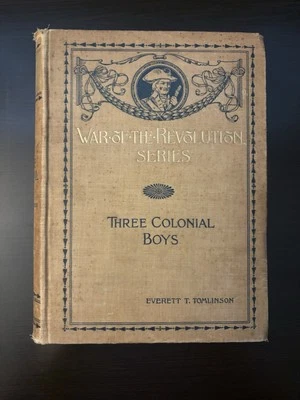 WAR·OF·THE·REVOLUTION
SERIES
THREE COLONIAL
BOYS
EVERETT T. TOMLINSON